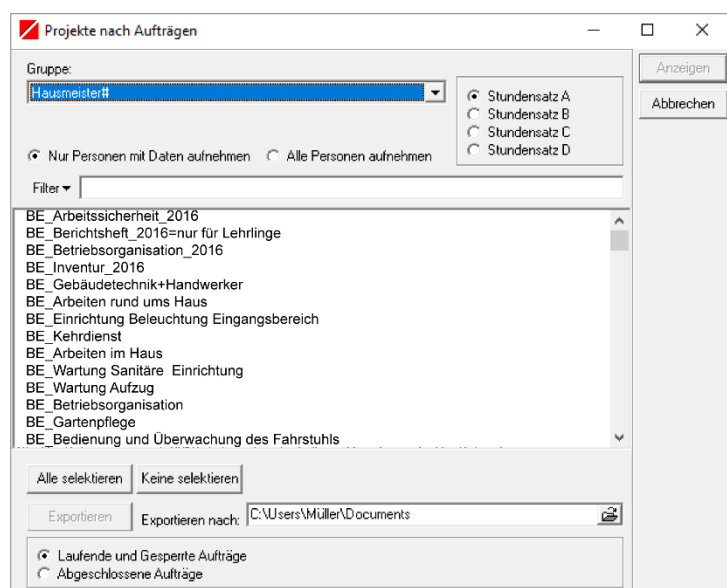 Projekte nach Aufträgen
Gruppe:
Hausmeister#
Stundensatz A
Stundensatz B
Stundensatz C
Stundensatz D
Anzeigen
Abbrechen
Nur Personen mit Daten aufnehmen
Alle Personen aufnehmen
Filter
BE_Arbeitssicherheit_2016
BE_Berichtsheft_2016=nur für Lehrlinge
BE_Betriebsorganisation_2016
BE_Inventur_2016
BE_Gebäudetechnik+Handwerker
BE_Arbeiten rund ums Haus
BE_Einrichtung Beleuchtung Eingangsbereich
BE_Kehrdienst
BE_Arbeiten im Haus
BE_Wartung Sanitäre  Einrichtung
BE_Wartung Aufzug
BE_Betriebsorganisation
BE_Gartenpflege
BE_Bedienung und Überwachung des Fahrstuhls
Alle selektieren
Keine selektieren
Exportieren
Exportieren nach:
C:\Users\Müller\Documents
Laufende und Gesperrte Aufträge
Abgeschlossene Aufträge